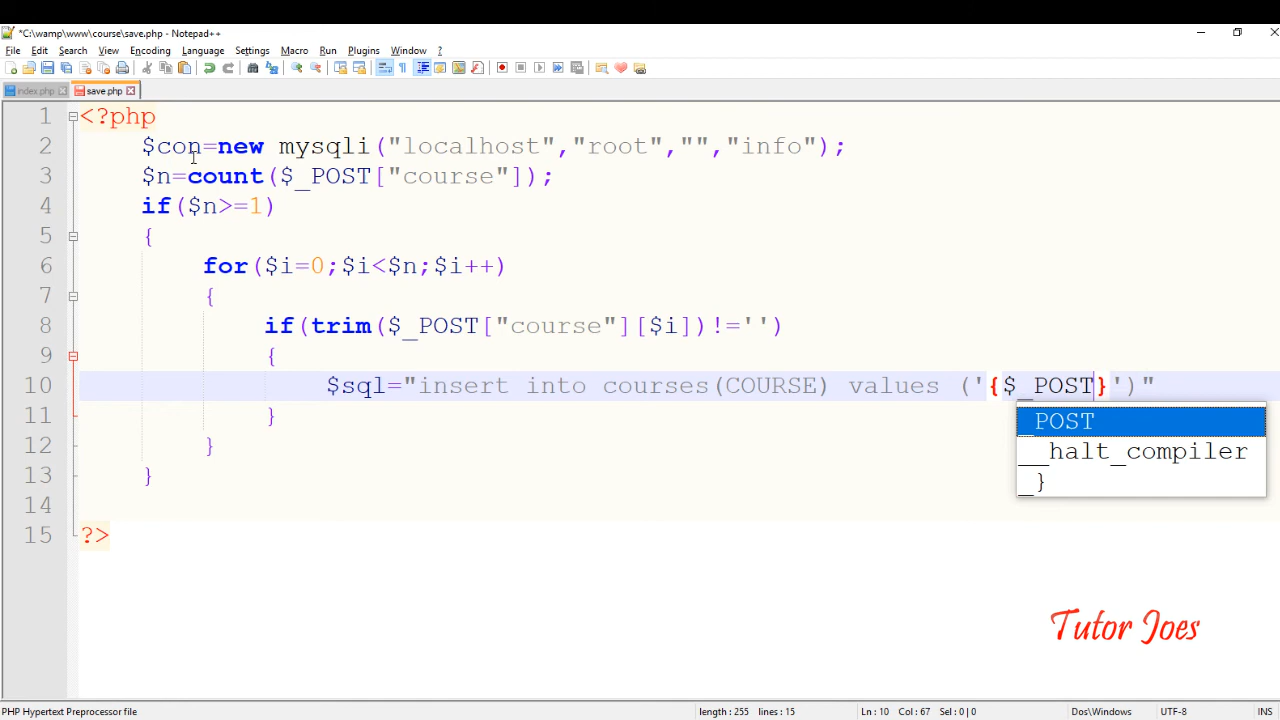 *C:\wamp\www\course\save.php - Notepad++
File Edit Search View Encoding Language Settings Macro Run Plugins Window ?
index.php save.php
1 <?php
2 $con=new mysqli("localhost","root","","info");
3 $n=count($_POST["course"]);
4 if($n>=1)
5 {
6 for($i=0;$i<$n;$i++)
7 {
8 if(trim($_POST["course"][$i])!='')
9 {
10 $sql="insert into courses(COURSE) values ('{$_POST}')"
_POST
11 }
__halt_compiler
12 }
_}
13 }
14
15 ?>
Tutor Joes
PHP Hypertext Preprocessor file length : 255 lines : 15 Ln : 10 Col : 67 Sel : 0 | 0 Dos\Windows UTF-8 INS